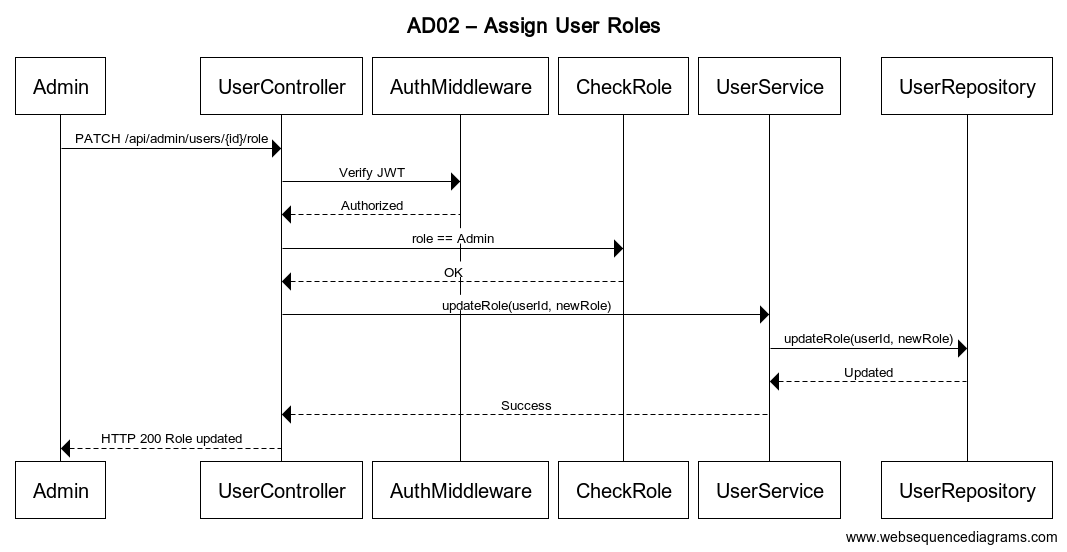 AD02 – Assign User Roles
Admin
UserController
AuthMiddleware
CheckRole
UserService
UserRepository
PATCH /api/admin/users/{id}/role
Verify JWT
Authorized
role == Admin
OK
updateRole(userId, newRole)
updateRole(userId, newRole)
Updated
Success
HTTP 200 Role updated
Admin
UserController
AuthMiddleware
CheckRole
UserService
UserRepository
www.websequencediagrams.com